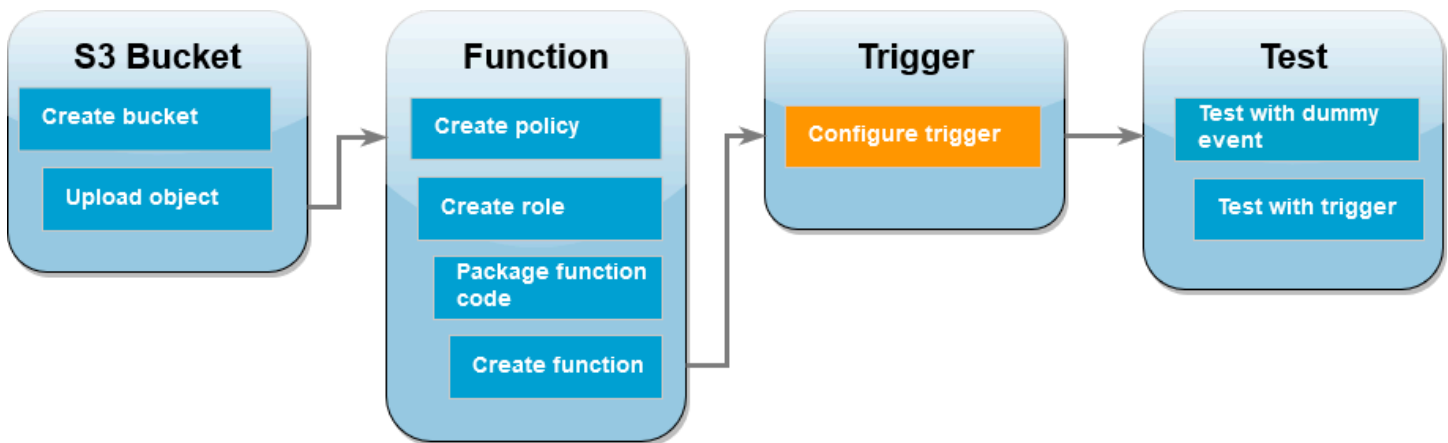 S3 Bucket
Create bucket
Upload object
Function
Create policy
Create role
Package function
code
Create function
Trigger
Configure trigger
Test
Test with dummy
event
Test with trigger